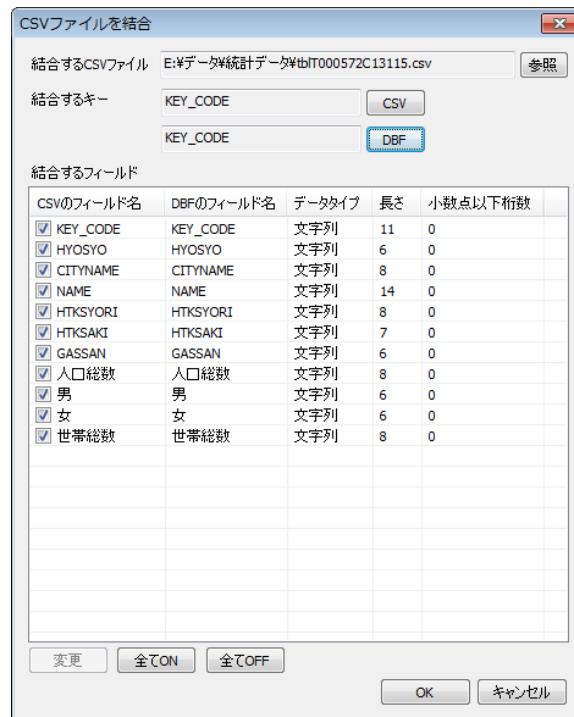 CSVファイルを結合
結合するCSVファイル E:¥データ¥統計データ¥tblT000572C13115.csv 参照
結合するキー KEY_CODE CSV
KEY_CODE DBF
結合するフィールド
CSVのフィールド名 DBFのフィールド名 データタイプ 長さ 小数点以下桁数
KEY_CODE KEY_CODE 文字列 11 0
HYOSYO HYOSYO 文字列 6 0
CITYNAME CITYNAME 文字列 8 0
NAME NAME 文字列 14 0
HTKSYORI HTKSYORI 文字列 8 0
HTKSAKI HTKSAKI 文字列 7 0
GASSAN GASSAN 文字列 6 0
人口総数 人口総数 文字列 8 0
男 男 文字列 6 0
女 女 文字列 6 0
世帯総数 世帯総数 文字列 8 0
変更 全てON 全てOFF
OK キャンセル